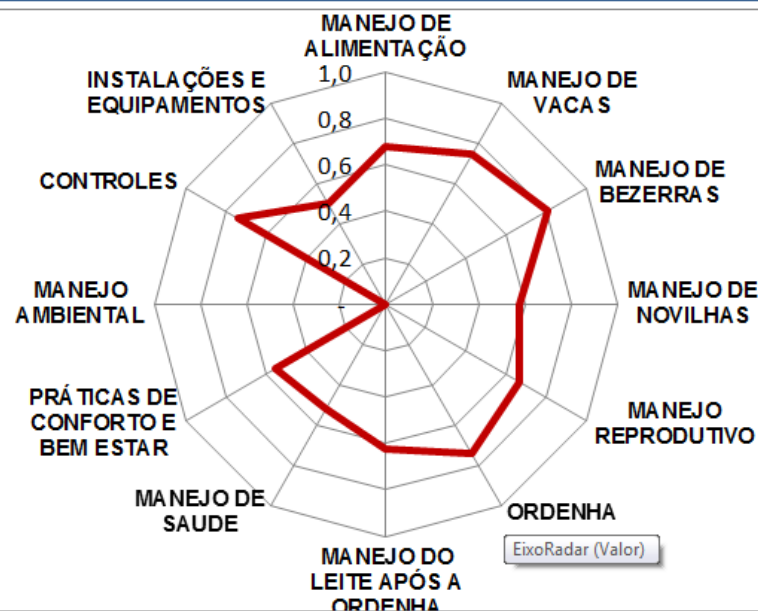 MANEJO DE
ALIMENTAÇÃO
MANEJO DE
VACAS
MANEJO DE
BEZERRAS
MANEJO DE
NOVILHAS
MANEJO
REPRODUTIVO
ORDENHA
EixoRadar (Valor)
MANEJO DO
LEITE APÓS A
ORDENHA
MANEJO DE
SAUDE
PRÁTICAS DE
CONFORTO E
BEM ESTAR
MANEJO
AMBIENTAL
CONTROLES
INSTALAÇÕES E
EQUIPAMENTOS
1,0
0,8
0,6
0,4
0,2
-